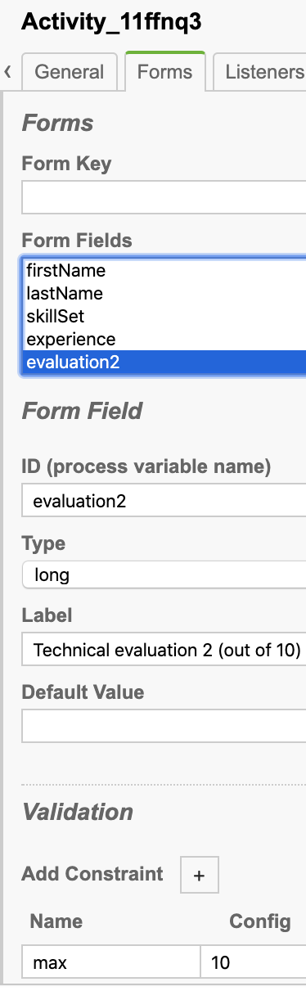 Activity_11ffnq3
General
Forms
Listeners
Forms
Form Key
Form Fields
firstName
lastName
skillSet
experience
evaluation2
Form Field
ID (process variable name)
evaluation2
Type
long
Label
Technical evaluation 2 (out of 10)
Default Value
Validation
Add Constraint +
Name Config
max 10